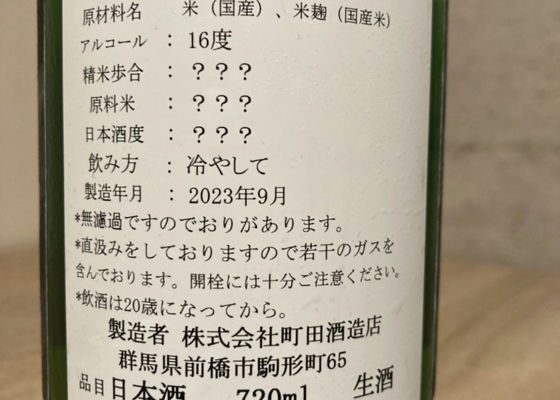 原材料名　米（国産）、米麹（国産米）
アルコール：16度
精米歩合：？？？
原料米：？？？
日本酒度：？？？
飲み方：冷やして
製造年月：2023年9月
*無濾過ですのでおりがあります。
*直汲みをしておりますので若干のガスを
含んでおります。開栓には十分ご注意ください。
*飲酒は20歳になってから。
製造者 株式会社町田酒造店
群馬県前橋市駒形町65
品目 日本酒　720ml　生酒